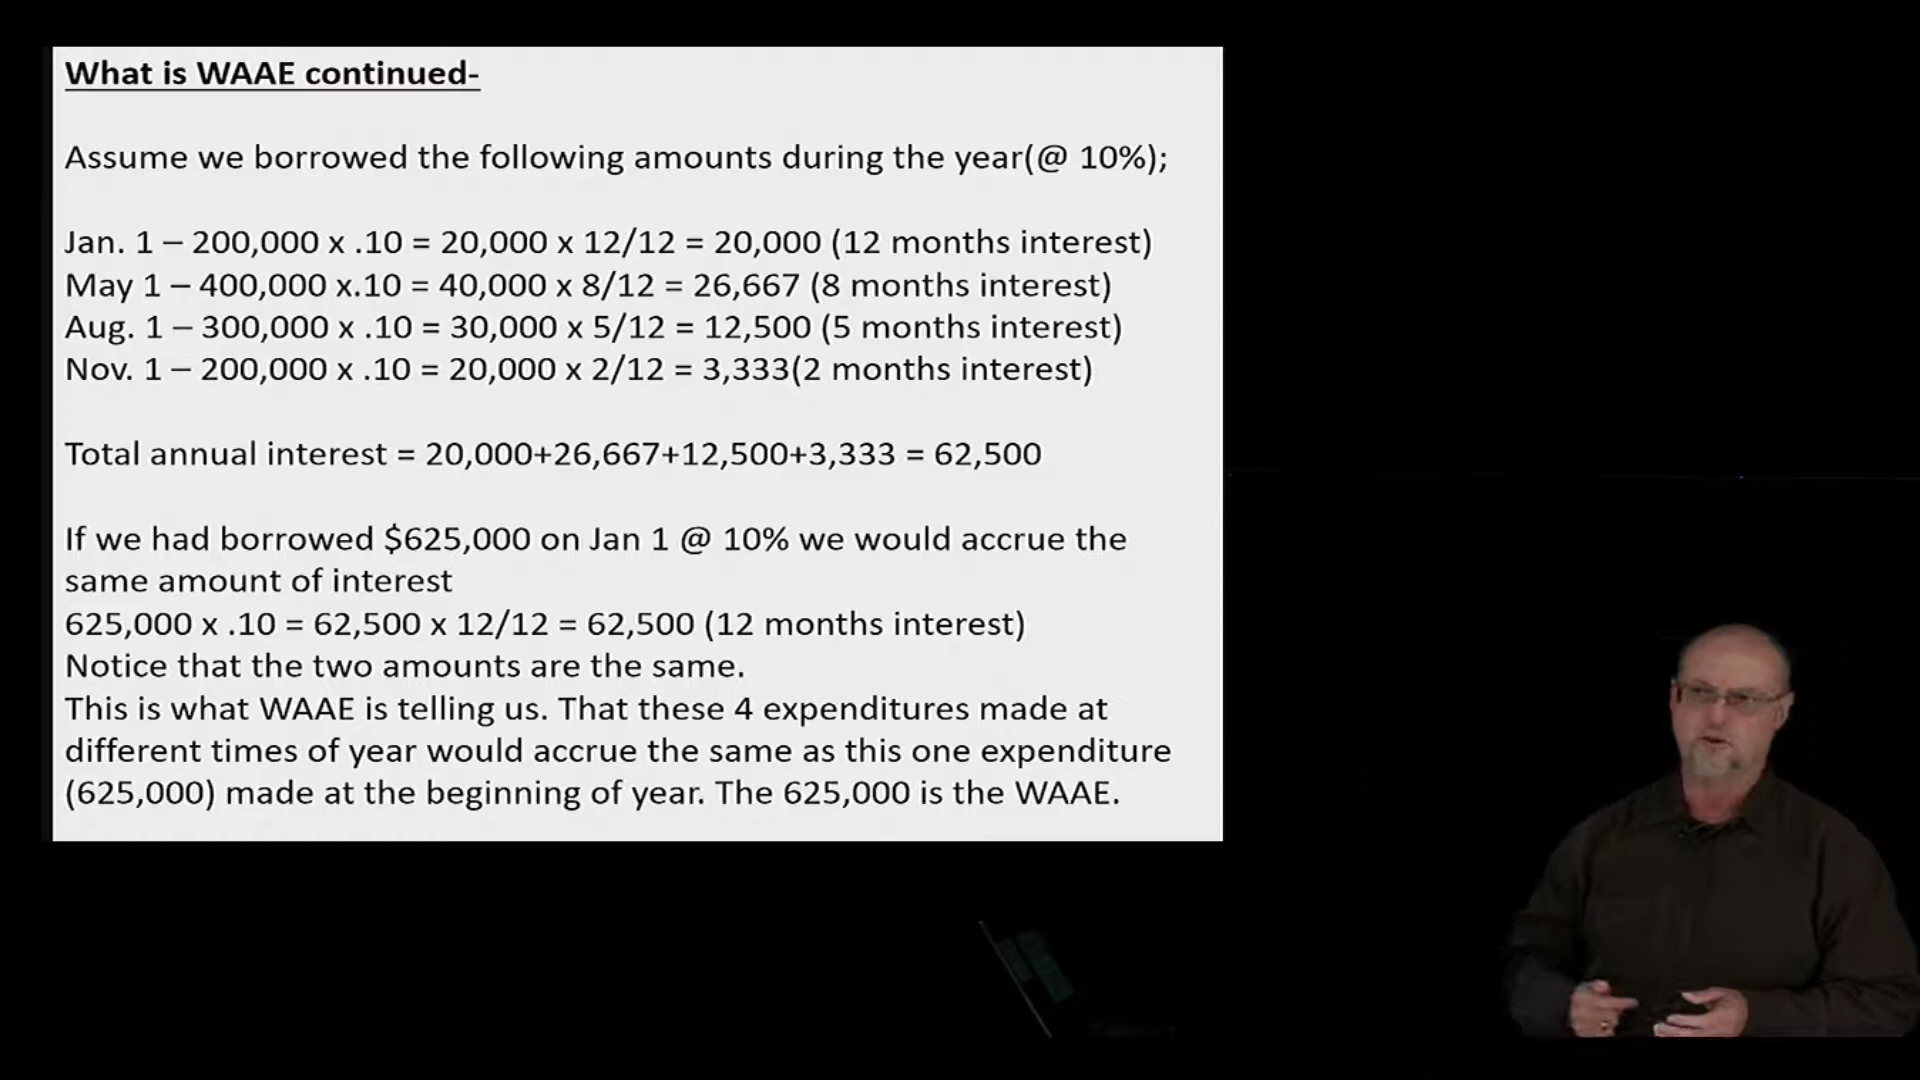 What is WAAE continued-
Assume we borrowed the following amounts during the year(@ 10%);
Jan. 1 – 200,000 x .10 = 20,000 x 12/12 = 20,000 (12 months interest)
May 1 – 400,000 x.10 = 40,000 x 8/12 = 26,667 (8 months interest)
Aug. 1 – 300,000 x .10 = 30,000 x 5/12 = 12,500 (5 months interest)
Nov. 1 – 200,000 x .10 = 20,000 x 2/12 = 3,333(2 months interest)
Total annual interest = 20,000+26,667+12,500+3,333 = 62,500
If we had borrowed $625,000 on Jan 1 @ 10% we would accrue the
same amount of interest
625,000 x .10 = 62,500 x 12/12 = 62,500 (12 months interest)
Notice that the two amounts are the same.
This is what WAAE is telling us. That these 4 expenditures made at
different times of year would accrue the same as this one expenditure
(625,000) made at the beginning of year. The 625,000 is the WAAE.